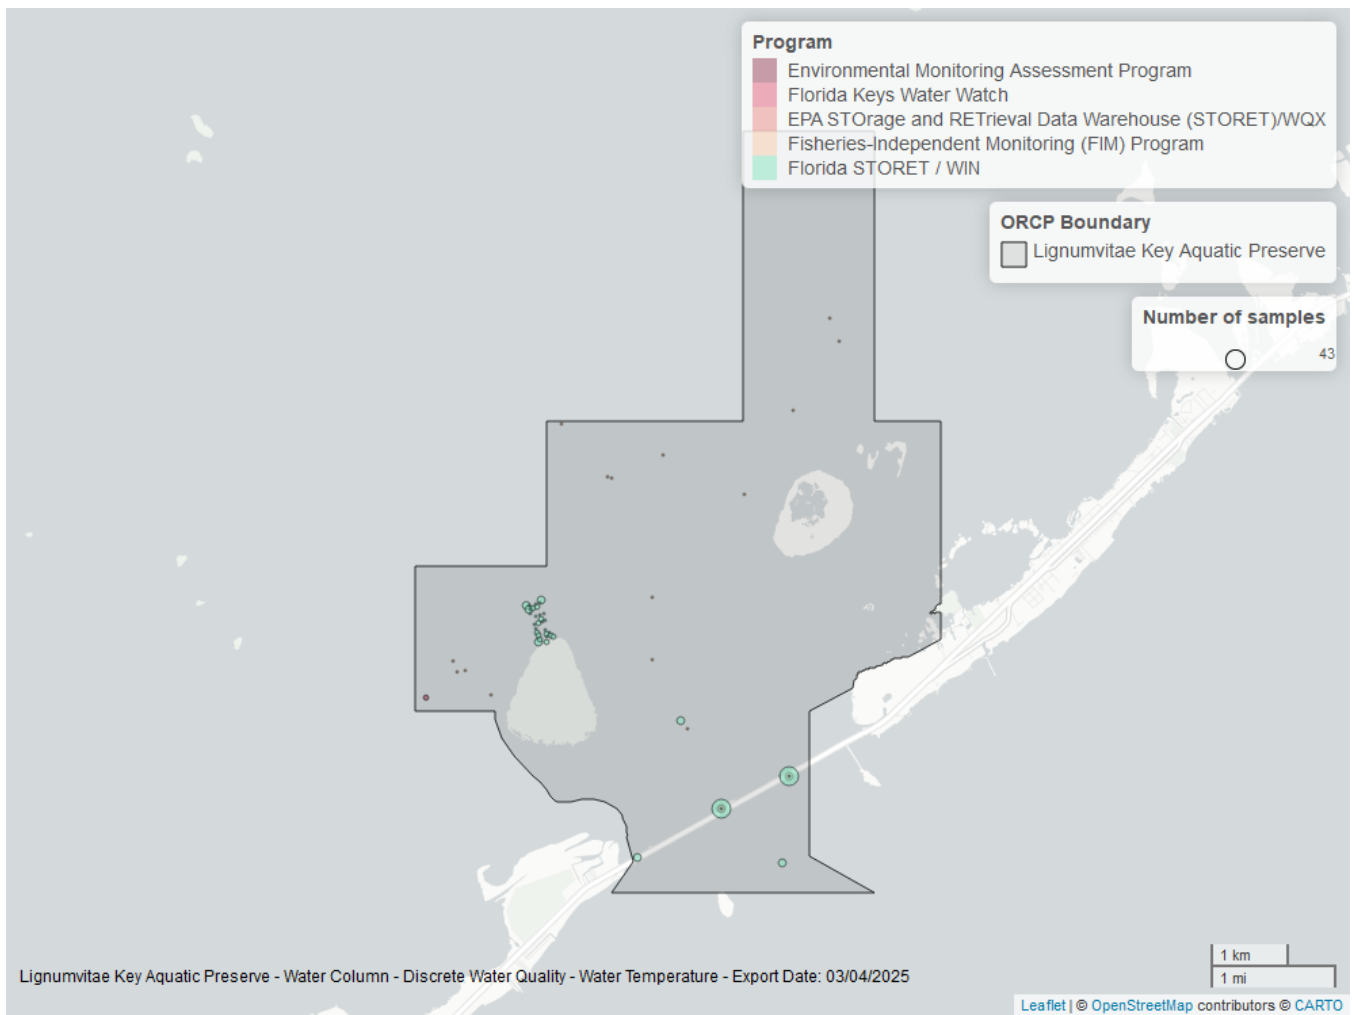 Program
Environmental Monitoring Assessment Program
Florida Keys Water Watch
EPA STOrage and RETrieval Data Warehouse (STORET)/WQX
Fisheries-Independent Monitoring (FIM) Program
Florida STORET / WIN
ORCP Boundary
Lignumvitae Key Aquatic Preserve
Number of samples
43
Lignumvitae Key Aquatic Preserve - Water Column - Discrete Water Quality - Water Temperature - Export Date: 03/04/2025
1 km
1 mi
Leaflet | © OpenStreetMap contributors © CARTO